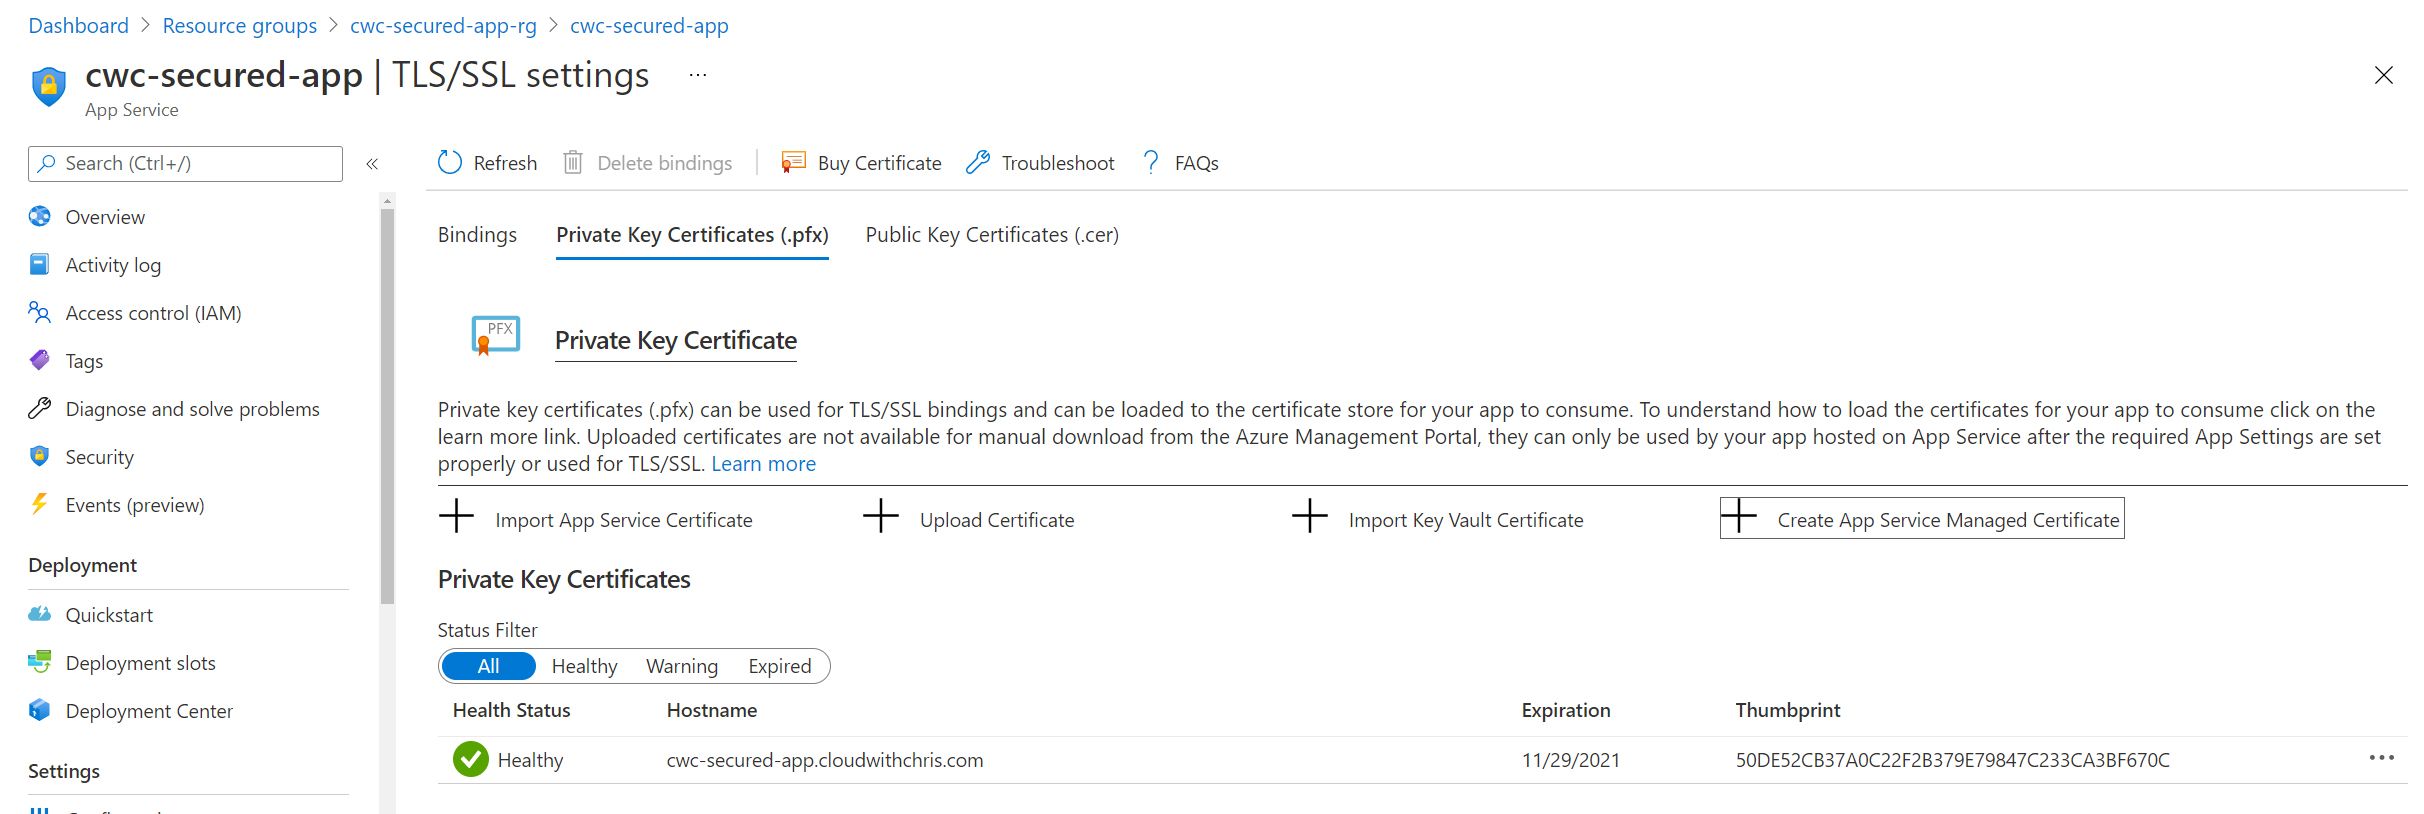 Dashboard > Resource groups > cwc-secured-app-rg > cwc-secured-app
cwc-secured-app | TLS/SSL settings ...
App Service
Search (Ctrl+/) «
Overview
Activity log
Access control (IAM)
Tags
Diagnose and solve problems
Security
Events (preview)
Deployment
Quickstart
Deployment slots
Deployment Center
Settings
Refresh Delete bindings Buy Certificate Troubleshoot ? FAQs
Bindings Private Key Certificates (.pfx) Public Key Certificates (.cer)
PFX
Private Key Certificate
Private key certificates (.pfx) can be used for TLS/SSL bindings and can be loaded to the certificate store for your app to consume. To understand how to load the certificates for your app to consume click on the
learn more link. Uploaded certificates are not available for manual download from the Azure Management Portal, they can only be used by your app hosted on App Service after the required App Settings are set
properly or used for TLS/SSL. Learn more
Import App Service Certificate Upload Certificate Import Key Vault Certificate Create App Service Managed Certificate
Private Key Certificates
Status Filter
All Healthy Warning Expired
Health Status Hostname Expiration Thumbprint
Healthy cwc-secured-app.cloudwithchris.com 11/29/2021 50DE52CB37A0C22F2B379E79847C233CA3BF670C ...